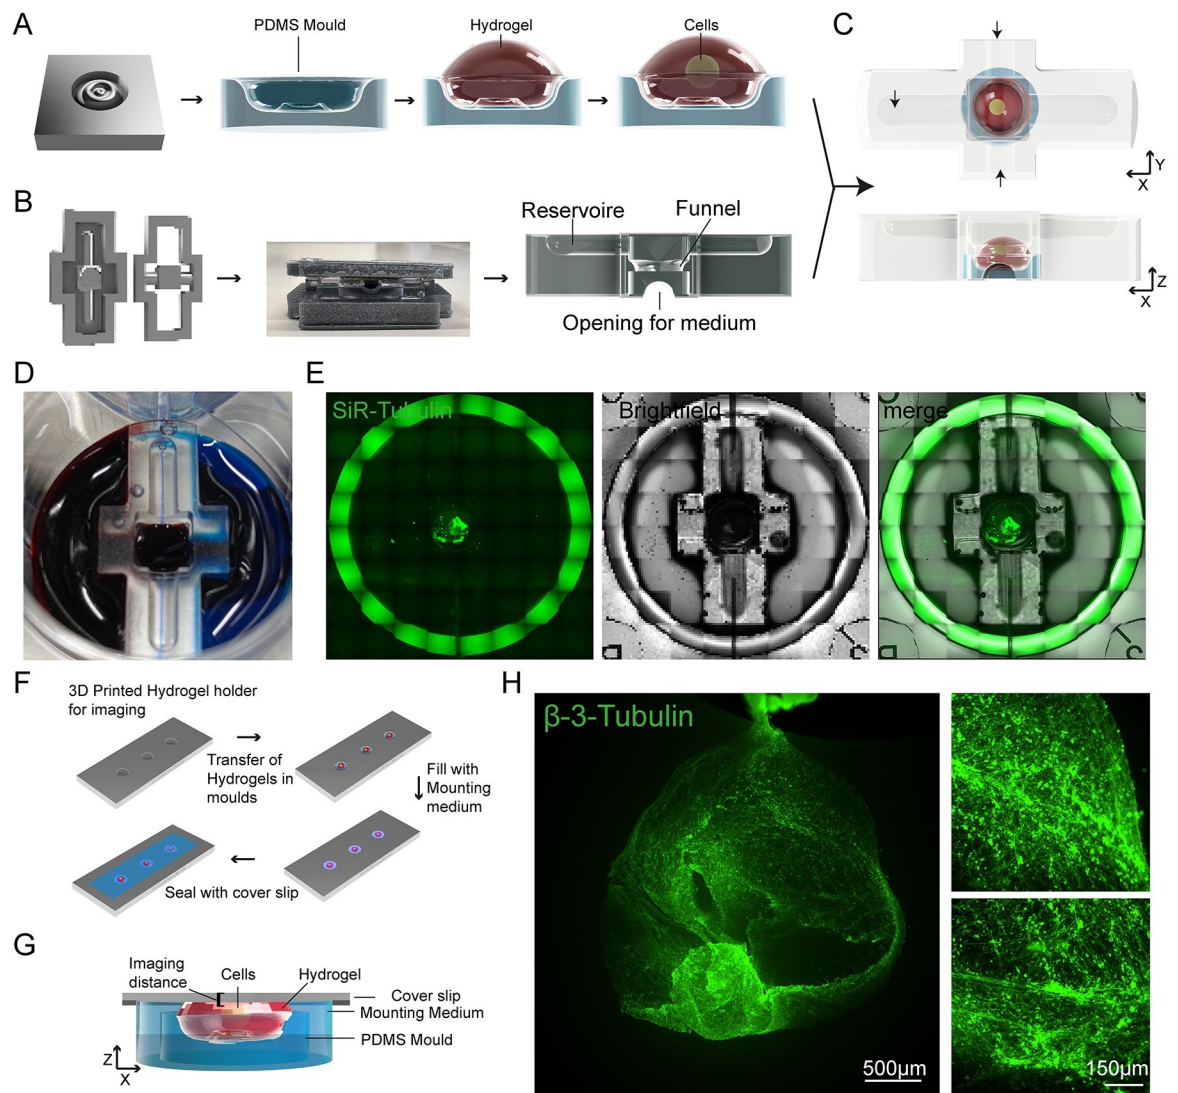 A
PDMS Mould
Hydrogel
Cells
C
Y
X
Z
X
B
Reservoire
Funnel
Opening for medium
D
E
SiR-Tubulin
Brightfield
merge
F
3D Printed Hydrogel holder
for imaging
Transfer of
Hydrogels in
moulds
Fill with
Mounting
medium
Seal with cover slip
G
Imaging
distance
Cells
Hydrogel
Cover slip
Mounting Medium
PDMS Mould
Z
X
H
β-3-Tubulin
500µm
150µm